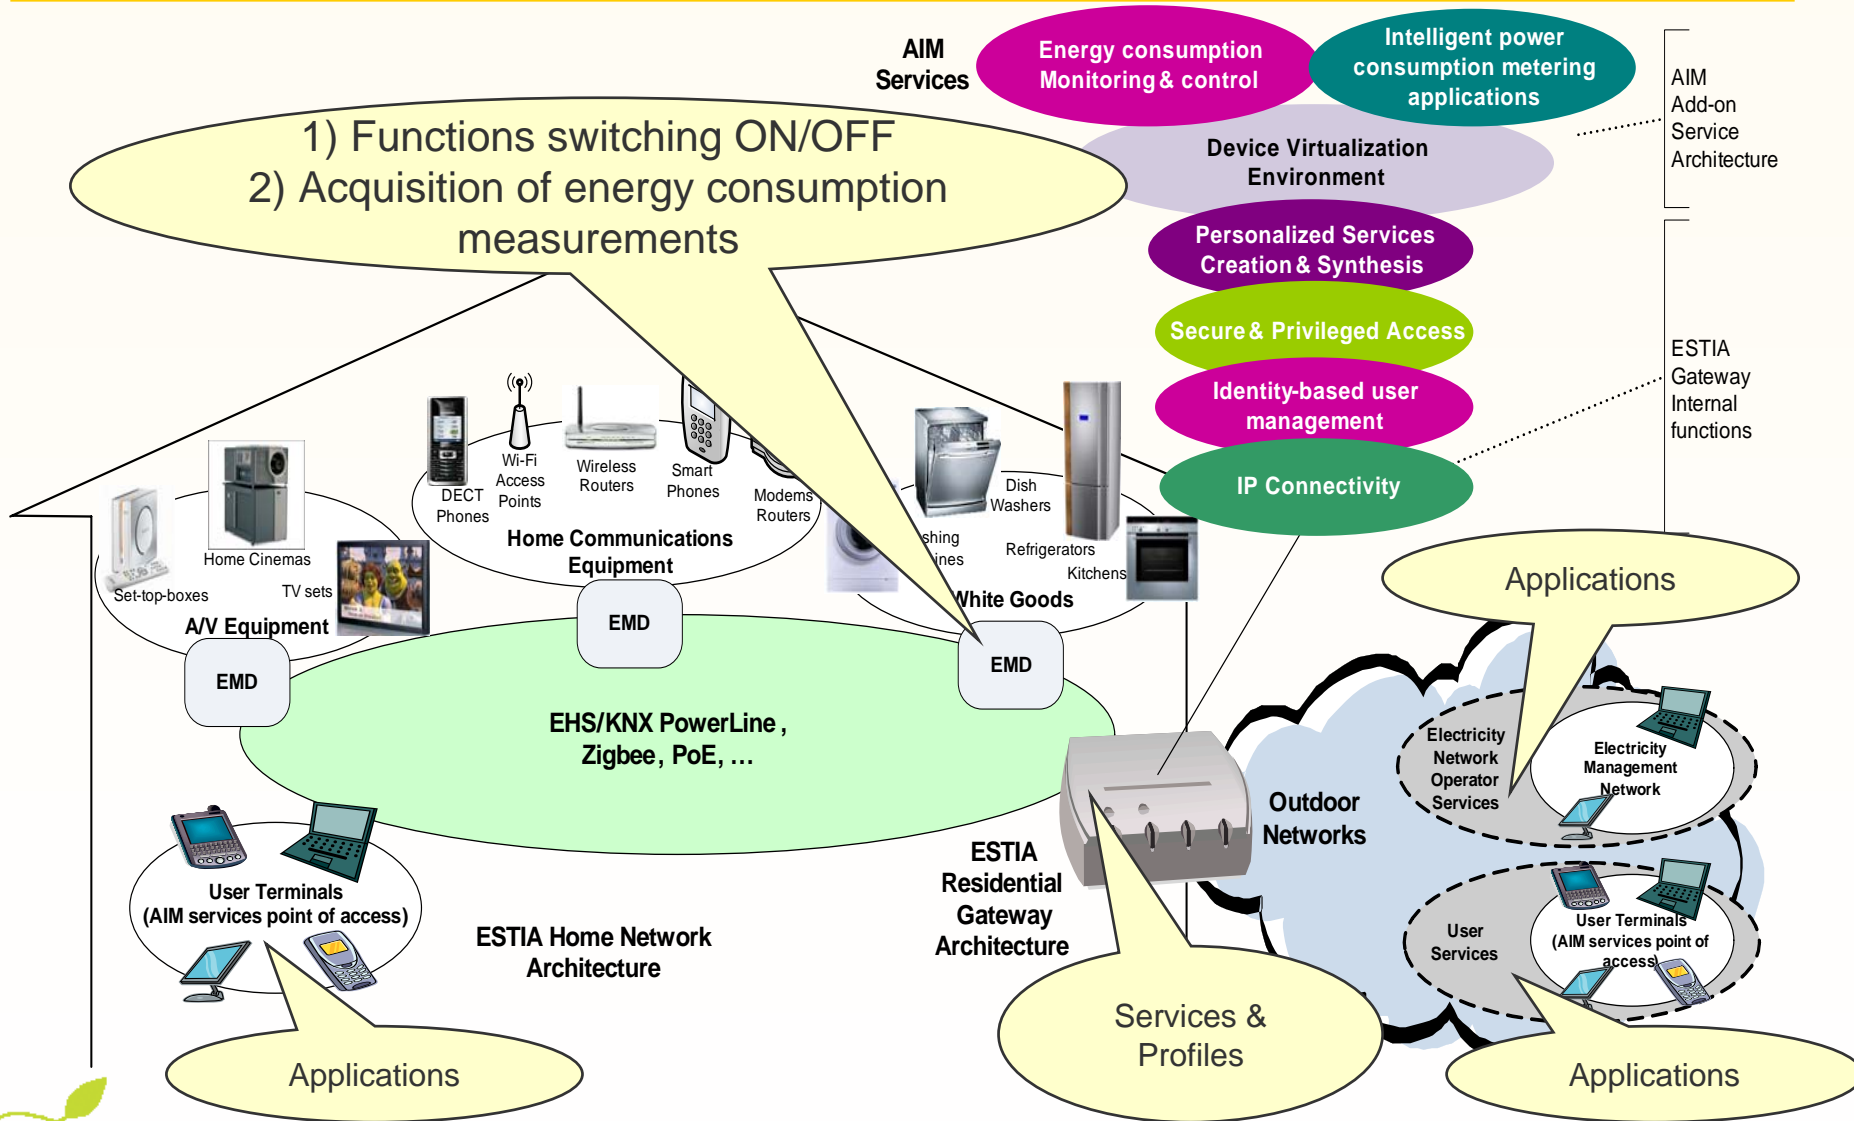 AIM
Services
Energy consumption
Monitoring & control
Intelligent power
consumption metering
applications
AIM
Add-on
Service
Architecture
1) Functions switching ON/OFF
2) Acquisition of energy consumption
measurements
Device Virtualization
Environment
Personalized Services
Creation & Synthesis
Secure & Privileged Access
Identity-based user
management
IP Connectivity
ESTIA
Gateway
Internal
functions
DECT
Phones
Wi-Fi
Access
Points
Wireless
Routers
Smart
Phones
Modems
Routers
Home Communications
Equipment
Set-top-boxes
Home Cinemas
TV sets
A/V Equipment
Dish
Washers
shing
ines
Refrigerators
Kitchens
White Goods
EMD
EMD
EMD
EHS/KNX PowerLine,
Zigbee, PoE, ...
Applications
Electricity
Network
Operator
Services
Electricity
Management
Network
Outdoor
Networks
ESTIA
Residential
Gateway
Architecture
User Terminals
(AIM services point of access)
ESTIA Home Network
Architecture
User
Services
User Terminals
(AIM services point of
access)
Applications
Services &
Profiles
Applications